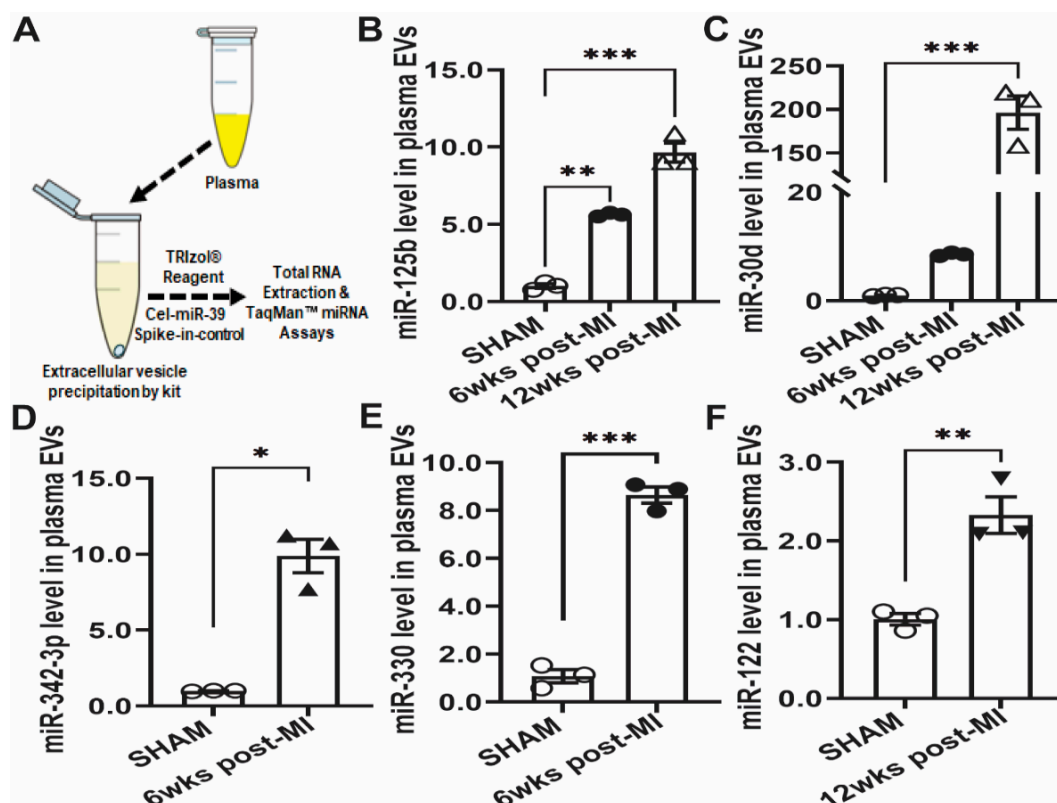 A
Plasma
TRIzol®
Reagent
Cel-miR-39
Spike-in-control
Total RNA
Extraction &
TaqMan™ miRNA
Assays
Extracellular vesicle
precipitation by kit
B
miR-125b level in plasma EVs
15.0
10.0
5.0
0.0
***
**
SHAM
6wks post-MI
12wks post-MI
C
miR-30d level in plasma EVs
250
200
150
20
0
***
SHAM
6wks post-MI
12wks post-MI
D
miR-342-3p level in plasma EVs
15.0
10.0
5.0
0.0
*
SHAM
6wks post-MI
E
miR-330 level in plasma EVs
10.0
8.0
6.0
4.0
2.0
0.0
***
SHAM
6wks post-MI
F
miR-122 level in plasma EVs
3.0
2.0
1.0
0.0
**
SHAM
12wks post-MI